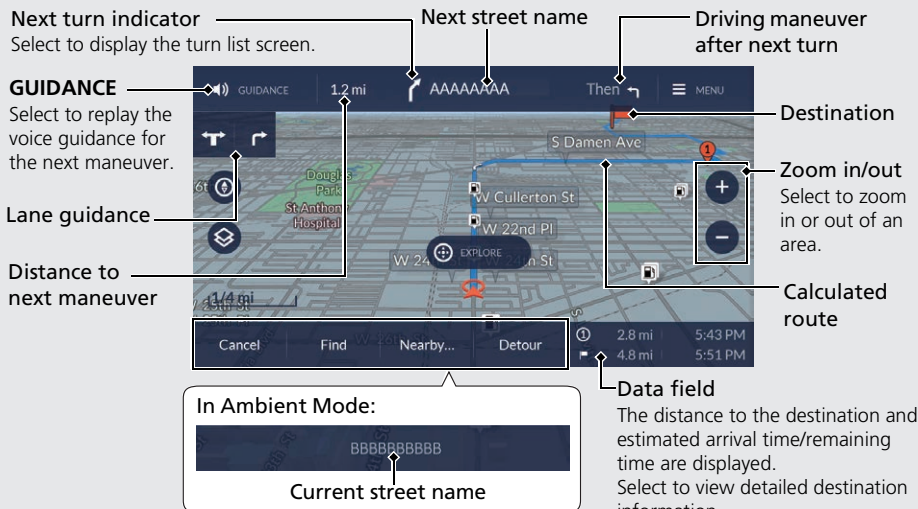 Next turn indicator
Select to display the turn list screen.
Next street name
Driving maneuver
after next turn
GUIDANCE
Select to replay the
voice guidance for
the next maneuver.
Lane guidance
Distance to
next maneuver
GUIDANCE
1.2 mi
AAAAAAAA
Then
MENU
S Damen Ave
1
Douglas
Park
St. Anthony
Hospital
W Cullerton St
W 22nd Pl
EXPLORE
W 24th St
1/4 mi
Cancel
Find
Nearby...
Detour
1 2.8 mi 5:43 PM
4.8 mi 5:51 PM
Destination
Zoom in/out
Select to zoom
in or out of an
area.
Calculated
route
In Ambient Mode:
BBBBBBBBBB
Current street name
Data field
The distance to the destination and
estimated arrival time/remaining
time are displayed.
Select to view detailed destination